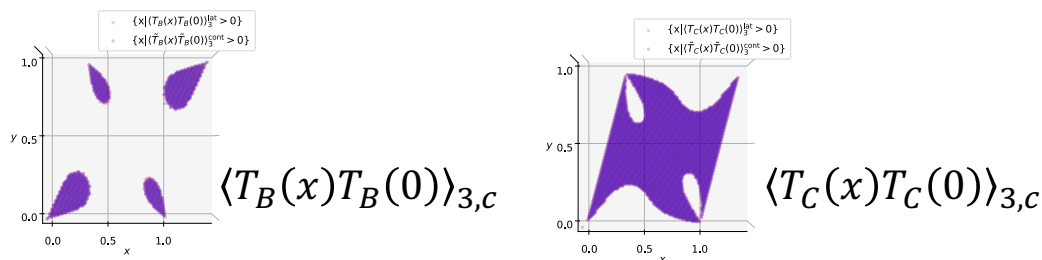 {x|⟨T_B(x)T_B(0)⟩_3^lat > 0}
{x|⟨T̃_B(x)T̃_B(0)⟩_3^cont > 0}
1.0
y 0.5
0.0
0.0 0.5 1.0
x
⟨T_B(x)T_B(0)⟩_{3,c}
{x|⟨T_C(x)T_C(0)⟩_3^lat > 0}
{x|⟨T̃_C(x)T̃_C(0)⟩_3^cont > 0}
1.0
y 0.5
0.0
0.0 0.5 1.0
x
⟨T_C(x)T_C(0)⟩_{3,c}